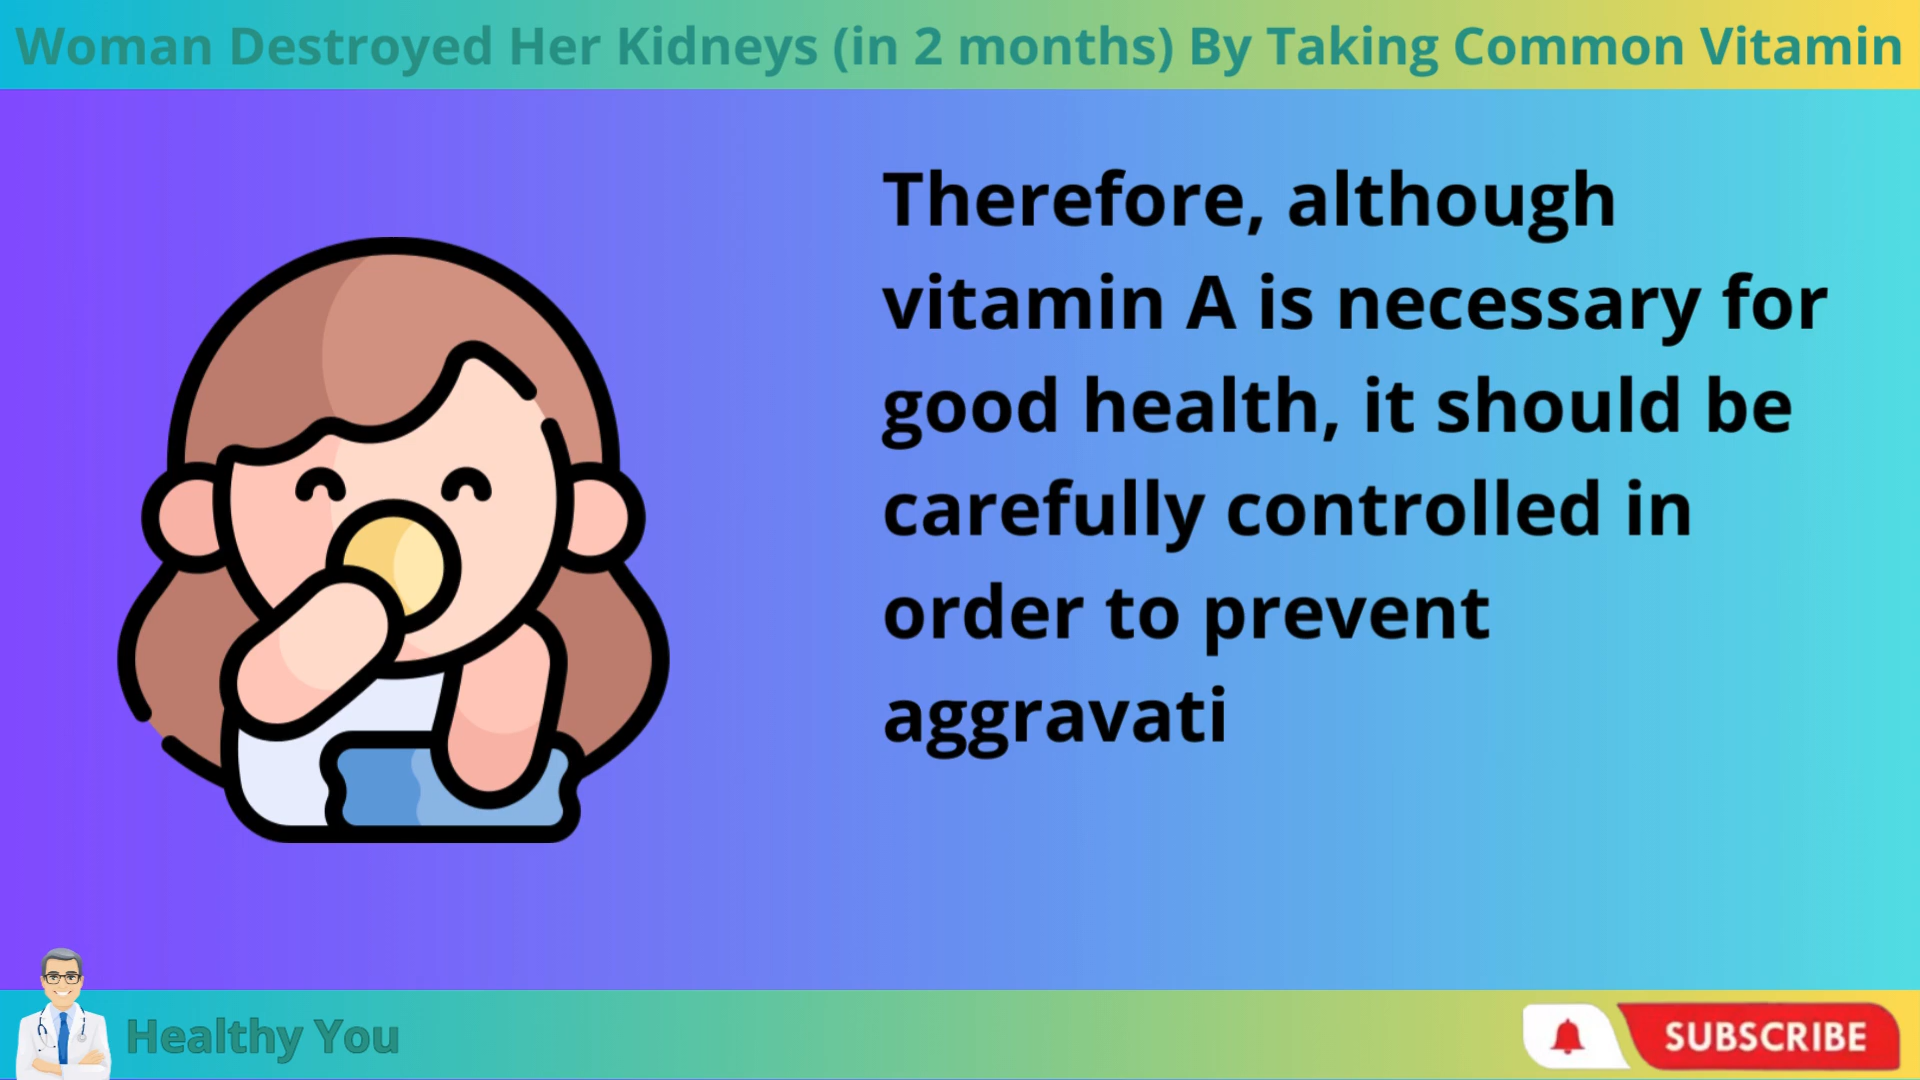 Woman Destroyed Her Kidneys (in 2 months) By Taking Common Vitamin
Therefore, although
vitamin A is necessary for
good health, it should be
carefully controlled in
order to prevent
aggravati
Healthy You
SUBSCRIBE